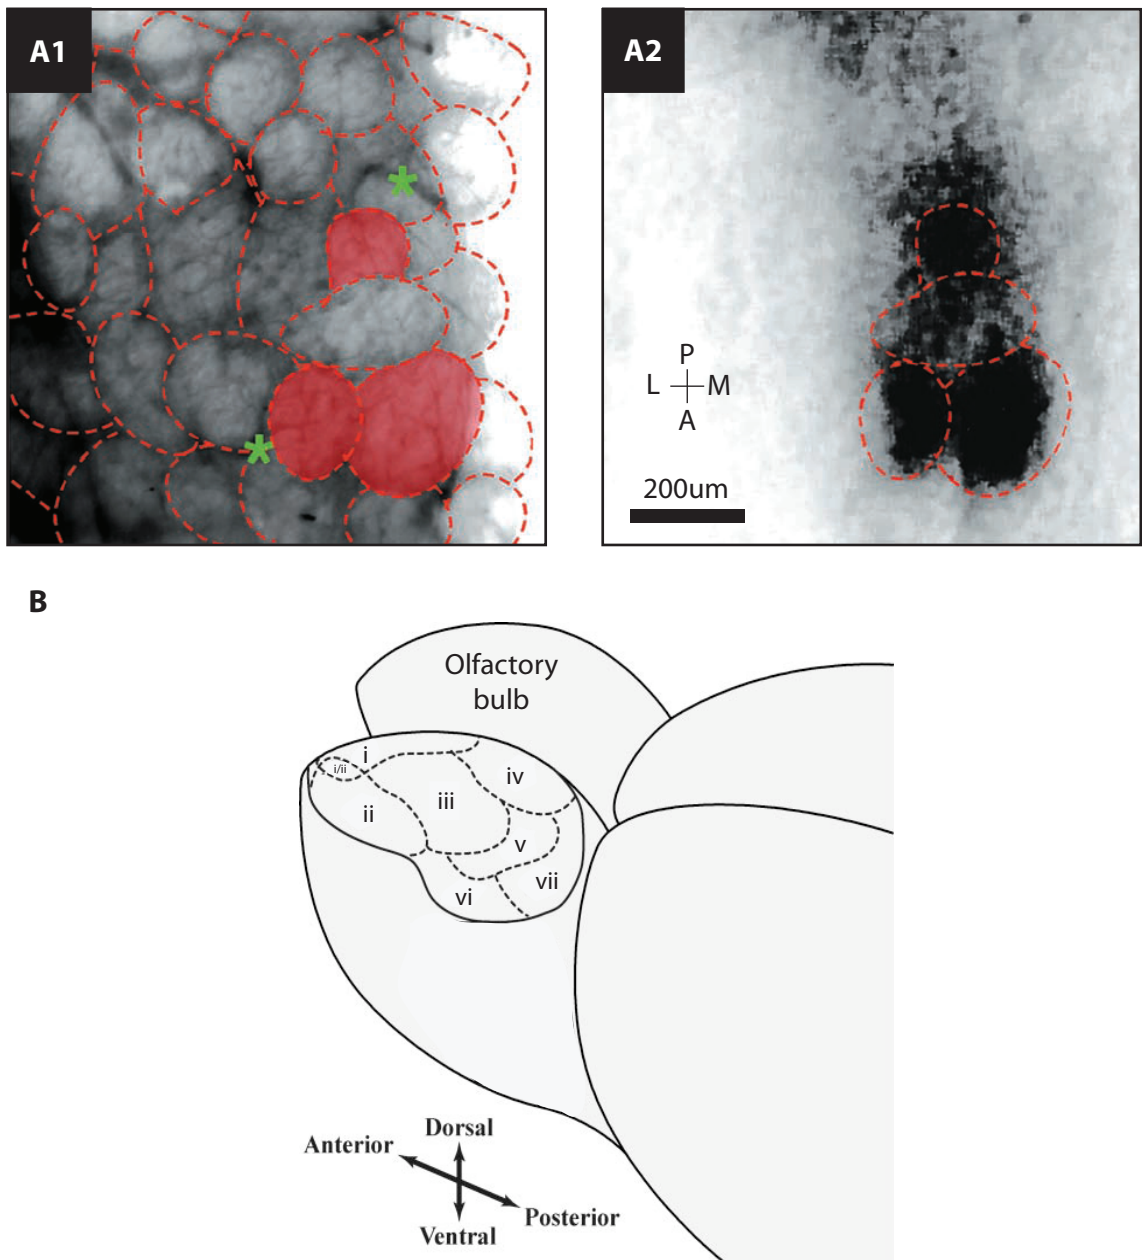 A1
A2
P
L M
A
200um
B
Olfactory
bulb
i
i/ii
iv
ii
iii
v
vi
vii
Dorsal
Anterior
Posterior
Ventral